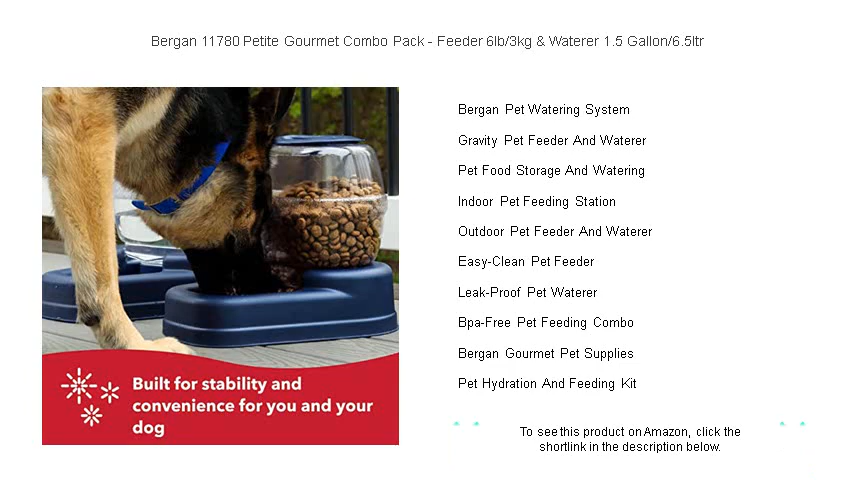 Bergan 11780 Petite Gourmet Combo Pack - Feeder 6lb/3kg & Waterer 1.5 Gallon/6.5ltr
Bergan Pet Watering System
Gravity Pet Feeder And Waterer
Pet Food Storage And Watering
Indoor Pet Feeding Station
Outdoor Pet Feeder And Waterer
Easy-Clean Pet Feeder
Leak-Proof Pet Waterer
Bpa-Free Pet Feeding Combo
Bergan Gourmet Pet Supplies
Pet Hydration And Feeding Kit
Built for stability and
convenience for you and your
dog
To see this product on Amazon, click the
shortlink in the description below.